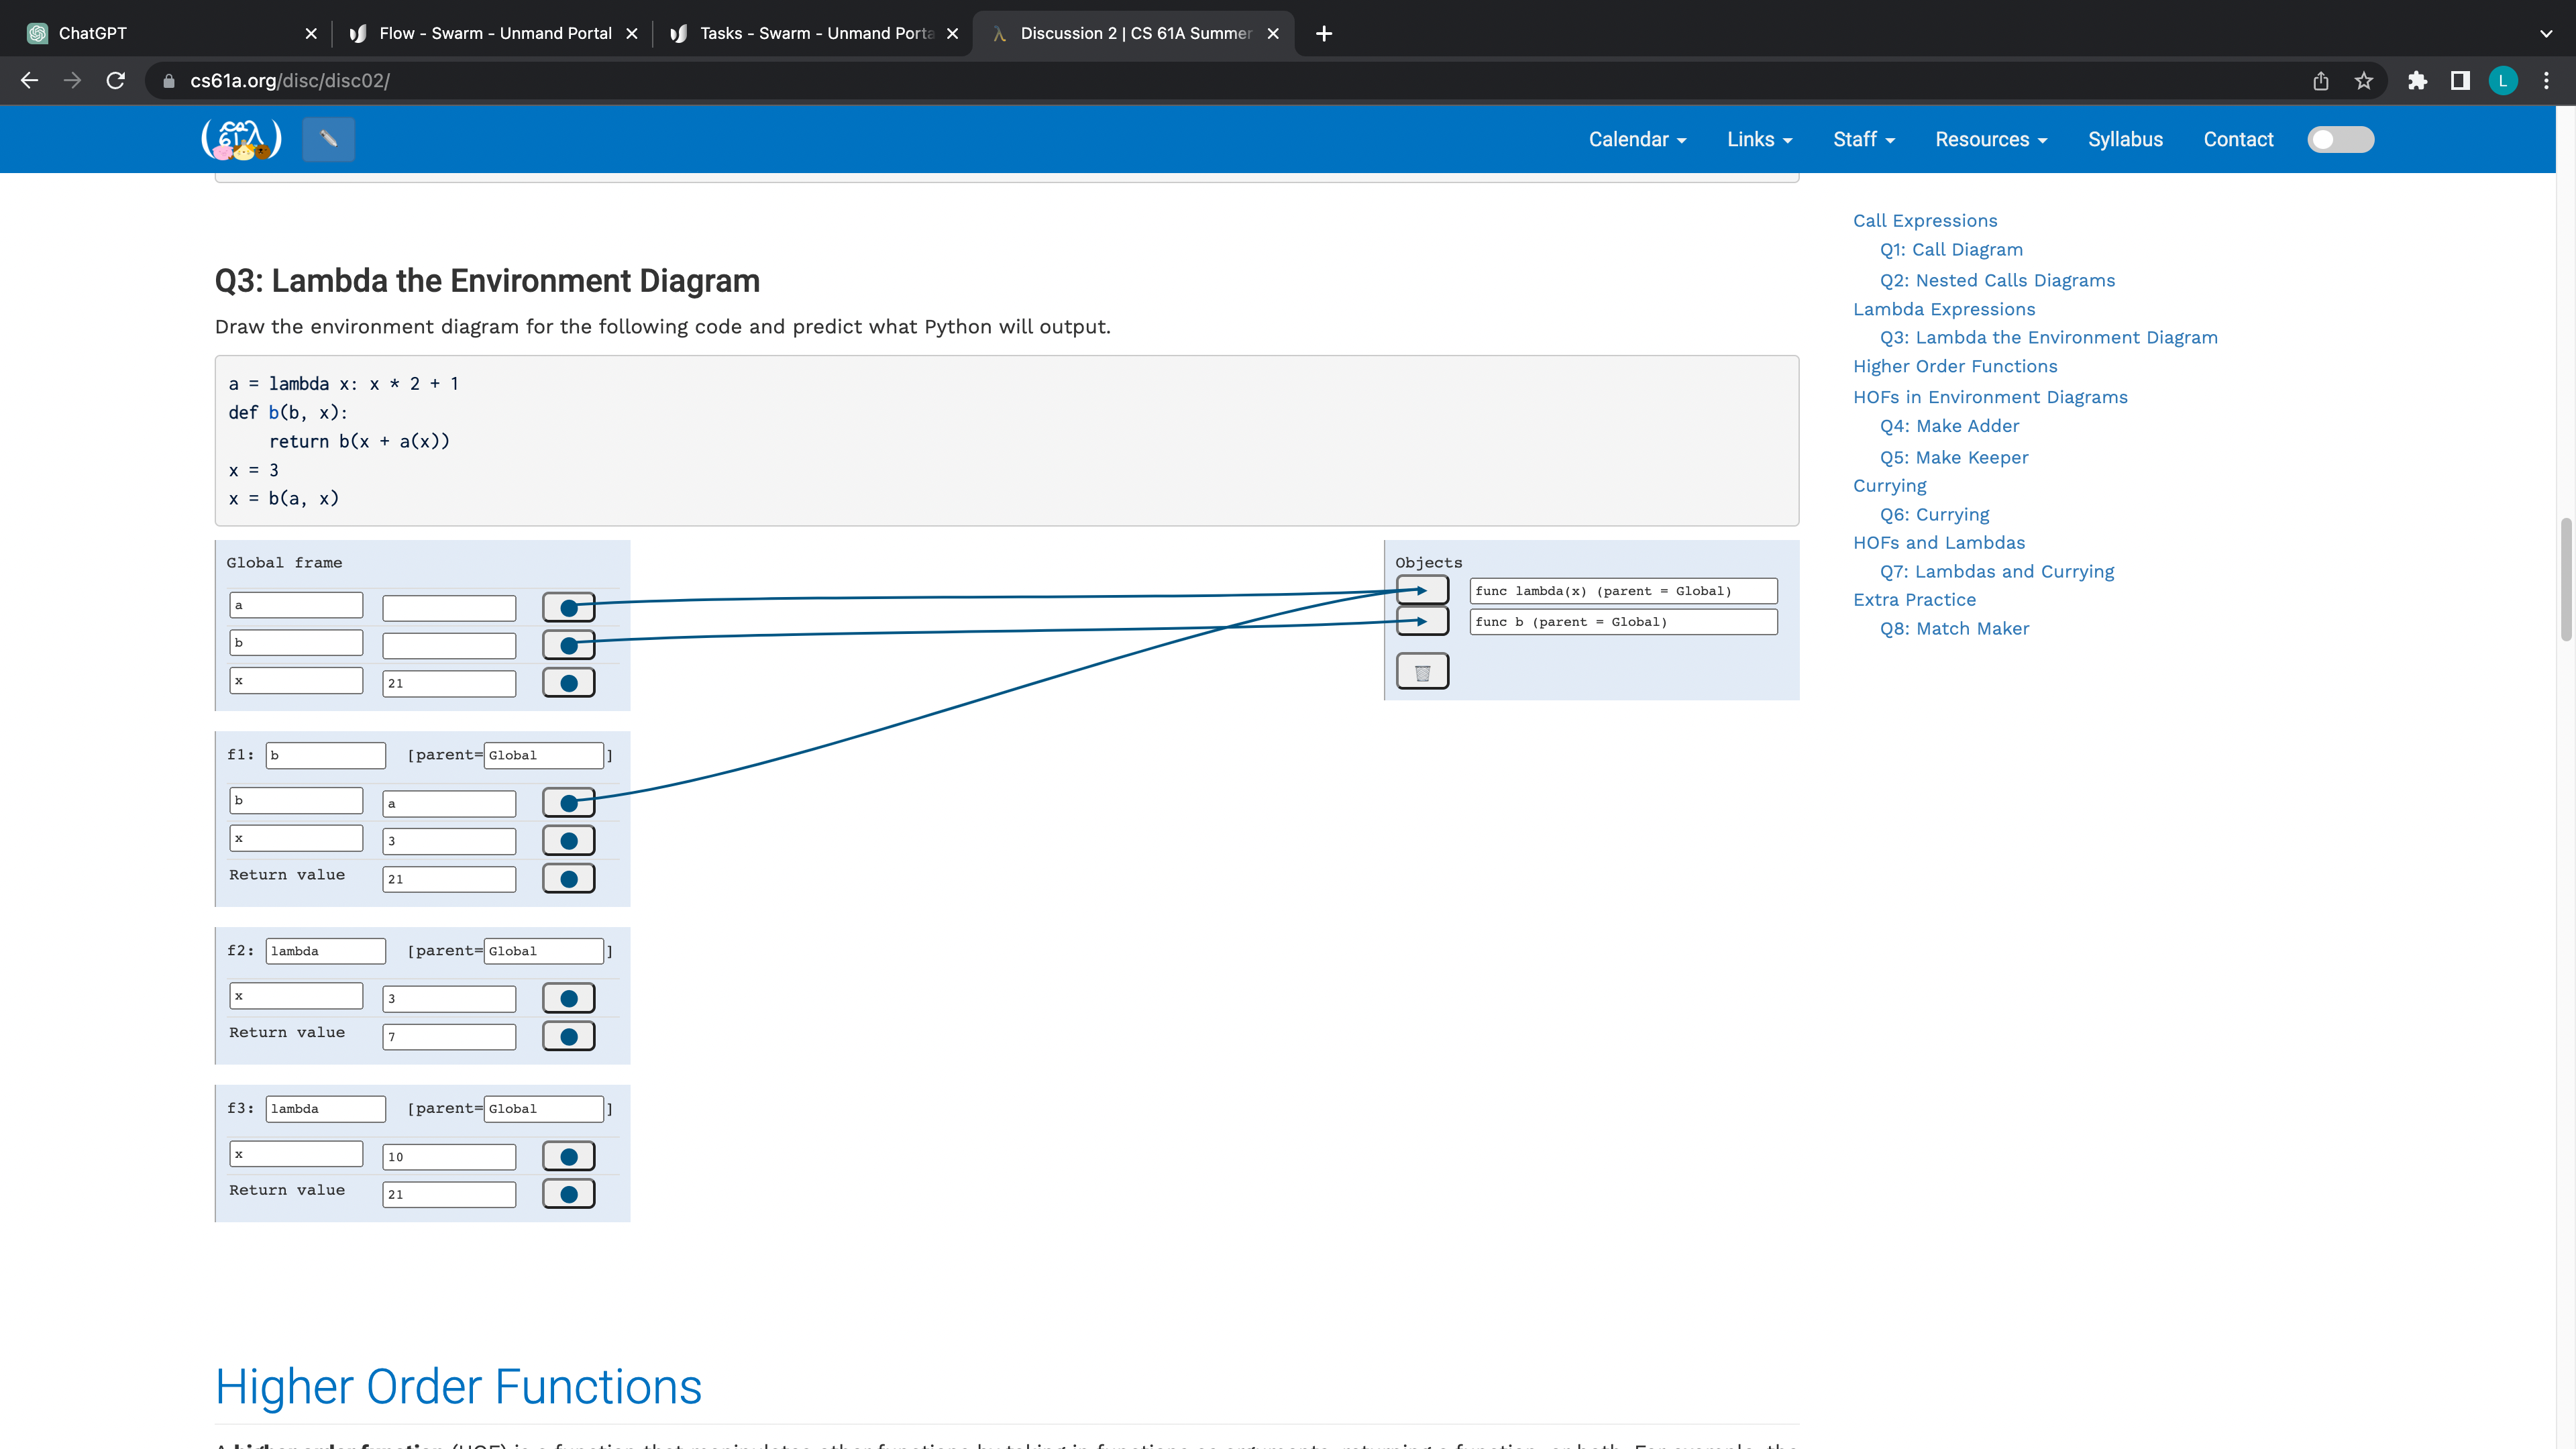 ChatGPT
Flow - Swarm - Unmand Portal
Tasks - Swarm - Unmand Porta
Discussion 2 | CS 61A Summer
cs61a.org/disc/disc02/
L
61A
Calendar
Links
Staff
Resources
Syllabus
Contact
Q3: Lambda the Environment Diagram
Draw the environment diagram for the following code and predict what Python will output.
a = lambda x: x * 2 + 1
def b(b, x):
    return b(x + a(x))
x = 3
x = b(a, x)
Global frame
a
b
x 21
f1: b [parent=Global]
b a
x 3
Return value 21
f2: lambda [parent=Global]
x 3
Return value 7
f3: lambda [parent=Global]
x 10
Return value 21
Objects
func lambda(x) (parent = Global)
func b (parent = Global)
Higher Order Functions
Call Expressions
Q1: Call Diagram
Q2: Nested Calls Diagrams
Lambda Expressions
Q3: Lambda the Environment Diagram
Higher Order Functions
HOFs in Environment Diagrams
Q4: Make Adder
Q5: Make Keeper
Currying
Q6: Currying
HOFs and Lambdas
Q7: Lambdas and Currying
Extra Practice
Q8: Match Maker